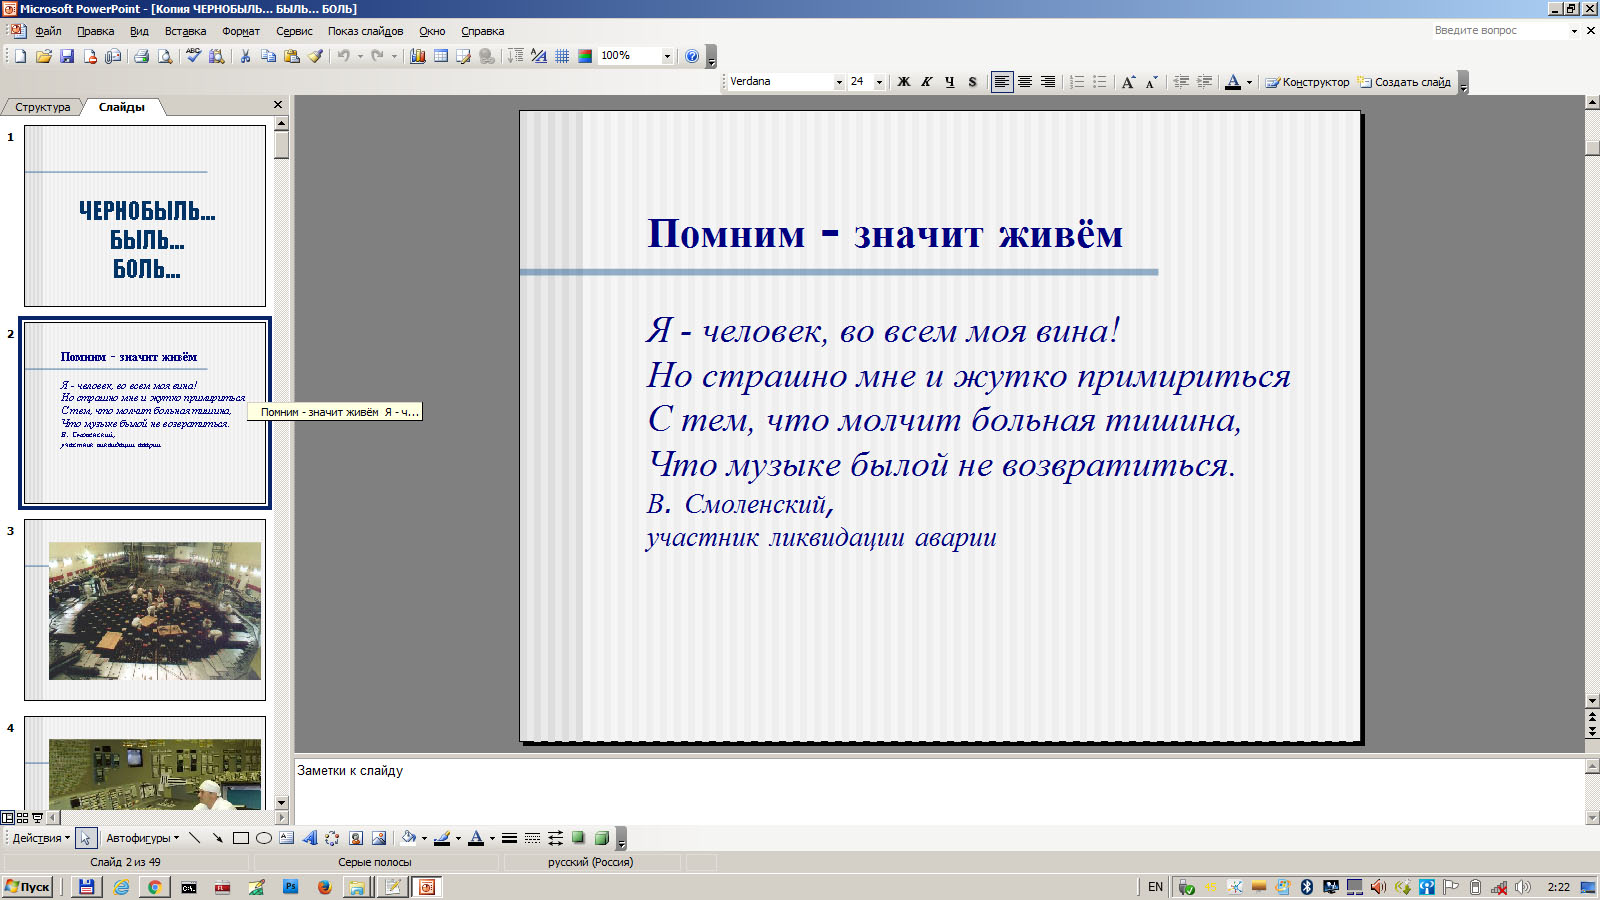 Microsoft PowerPoint - [Копия ЧЕРНОБЫЛЬ... БЫЛЬ... БОЛЬ]
Файл Правка Вид Вставка Формат Сервис Показ слайдов Окно Справка
Введите вопрос
100%
Verdana 24 Ж К Ч S Конструктор Создать слайд
Структура Слайды
1
ЧЕРНОБЫЛЬ...
БЫЛЬ...
БОЛЬ...
2
Помним - значит живём
Я - человек, во всем моя вина!
Но страшно мне и жутко примириться
С тем, что молчит больная тишина,
Что музыке былой не возвратиться.
В. Смоленский,
участник ликвидации аварии
Помним - значит живём Я - ч...
3
4
Помним - значит живём
Я - человек, во всем моя вина!
Но страшно мне и жутко примириться
С тем, что молчит больная тишина,
Что музыке былой не возвратиться.
В. Смоленский,
участник ликвидации аварии
Заметки к слайду
Действия Автофигуры
Слайд 2 из 49 Серые полосы русский (Россия)
Пуск EN 2:22